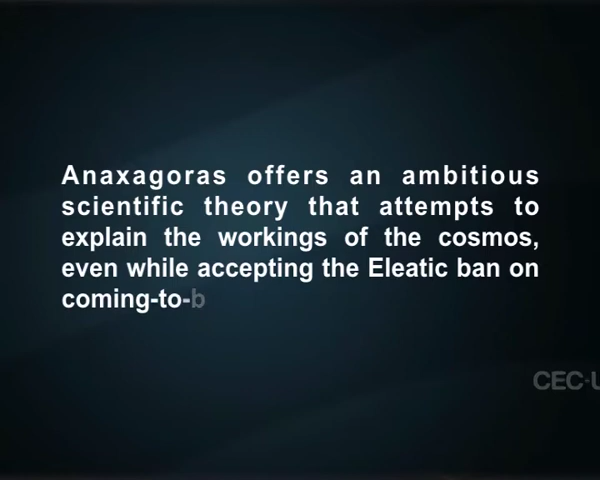 Anaxagoras offers an ambitious
scientific theory that attempts to
explain the workings of the cosmos,
even while accepting the Eleatic ban on
coming-to-b
CEC-U